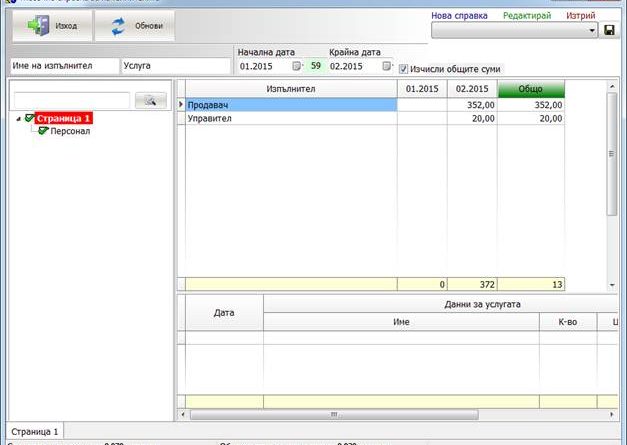 Изход
Обнови
Нова справка Редактирай Изтрий
Начална дата Крайна дата
Име на изпълнител Услуга 01.2015 59 02.2015 Изчисли общите суми
Изпълнител 01.2015 02.2015 Общо
Продавач 352,00 352,00
Управител 20,00 20,00
Страница 1
Персонал
0 372 13
Данни за услугата
Дата
Име К-во Ц
Страница 1